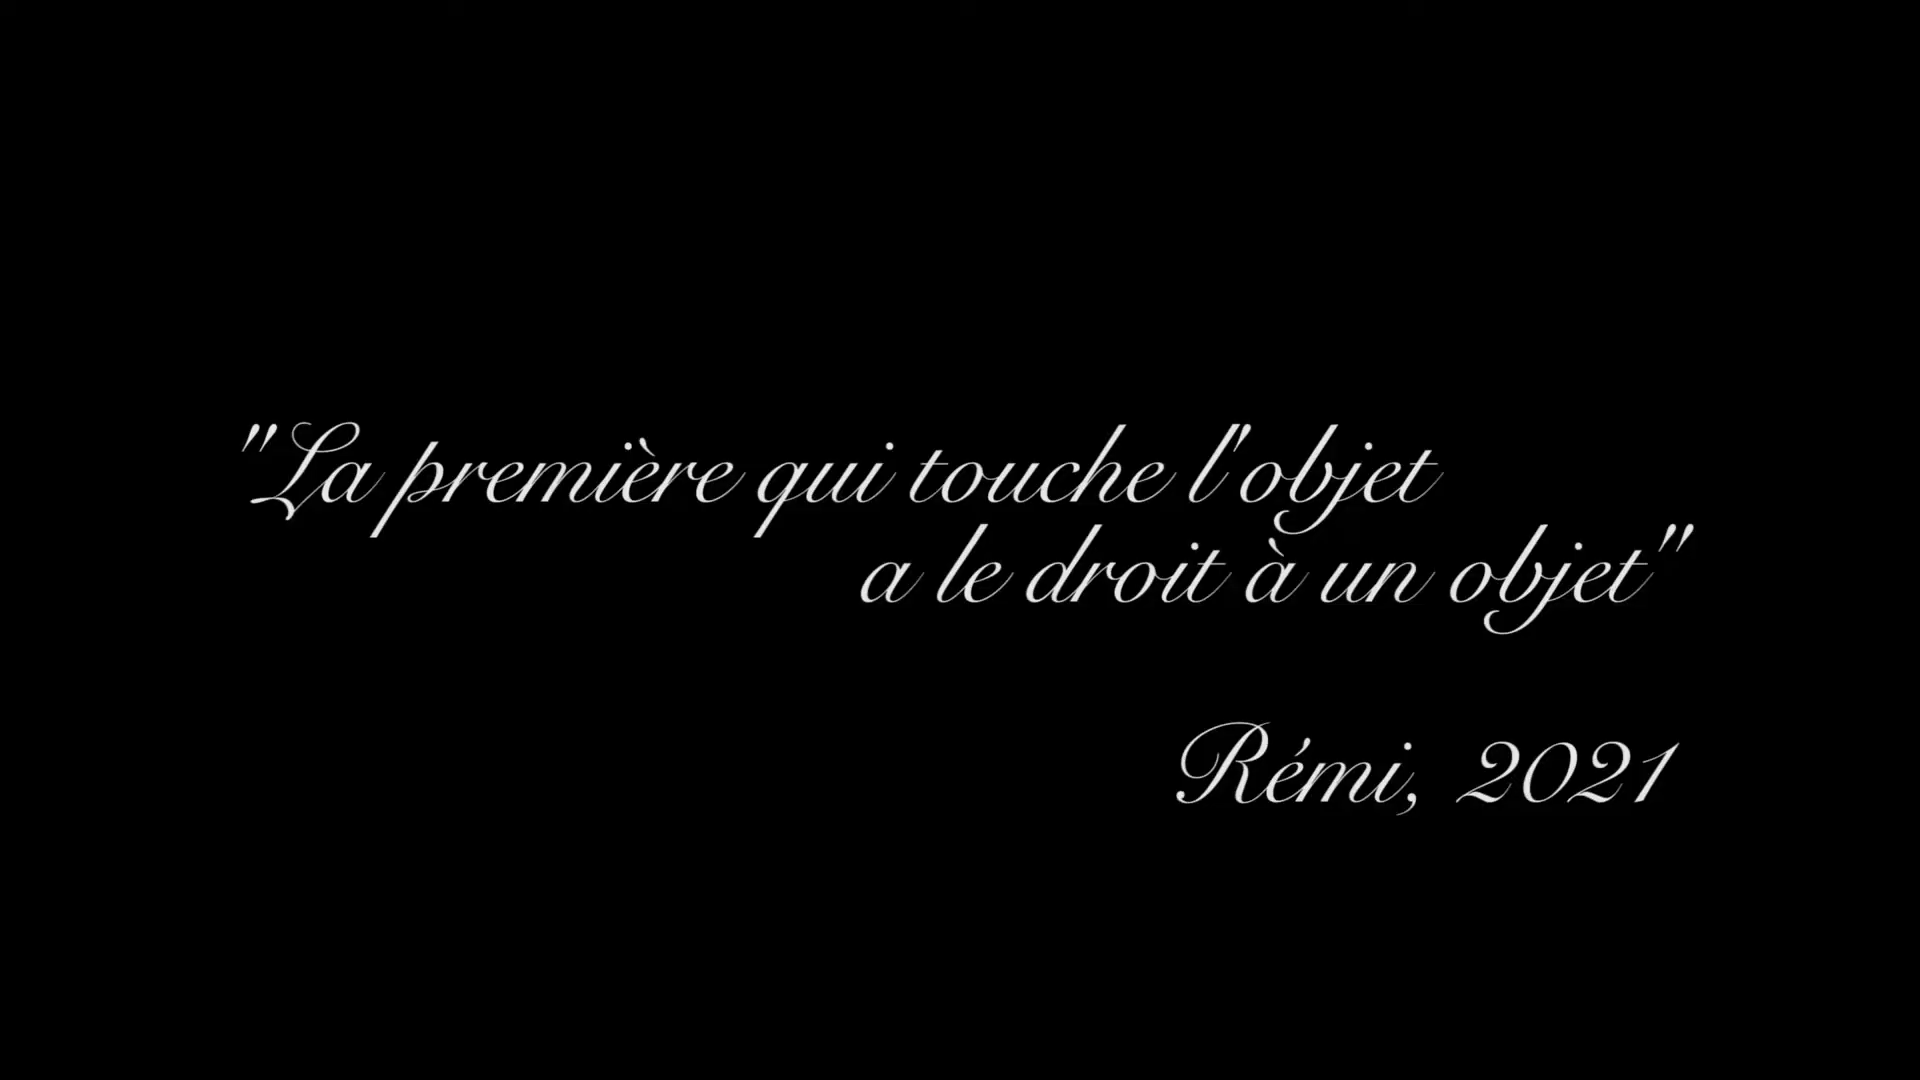 "La première qui touche l'objet
a le droit à un objet"
Rémi, 2021